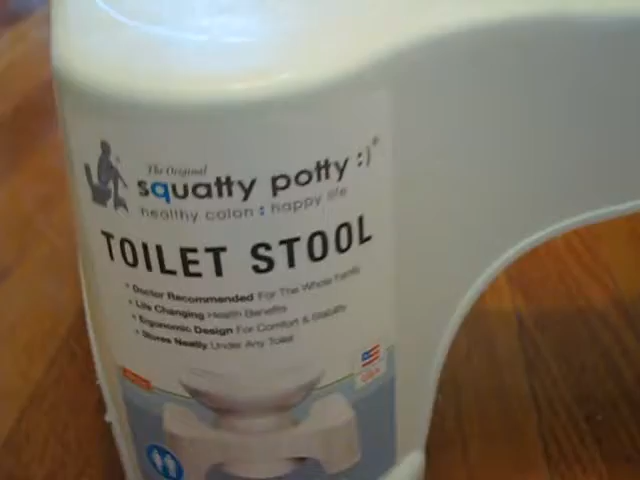 The Original
squatty potty :)®
healthy colon : happy life
TOILET STOOL
• Doctor Recommended For The Whole Family
• Life Changing Health Benefits
• Ergonomic Design For Comfort & Stability
• Stores Neatly Under Any Toilet